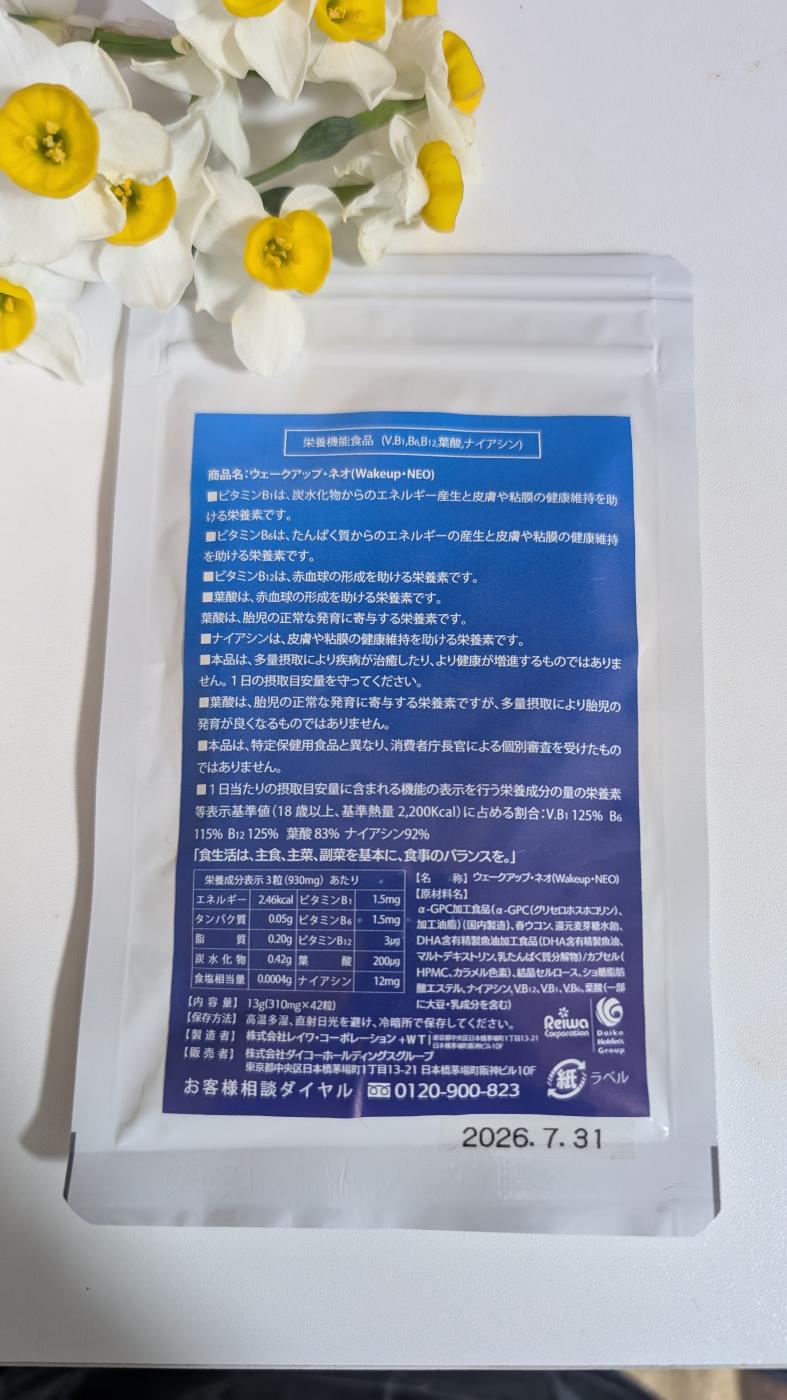 栄養機能食品 (V.B1,B6,B12,葉酸,ナイアシン)
商品名:ウェークアップ・ネオ(Wakeup・NEO)
■ビタミンB1は、炭水化物からのエネルギー産生と皮膚や粘膜の健康維持を助
ける栄養素です。
■ビタミンB6は、たんぱく質からのエネルギーの産生と皮膚や粘膜の健康維持
を助ける栄養素です。
■ビタミンB12は、赤血球の形成を助ける栄養素です。
■葉酸は、赤血球の形成を助ける栄養素です。
葉酸は、胎児の正常な発育に寄与する栄養素です。
■ナイアシンは、皮膚や粘膜の健康維持を助ける栄養素です。
■本品は、多量摂取により疾病が治癒したり、より健康が増進するものではありま
せん。1日の摂取目安量を守ってください。
■葉酸は、胎児の正常な発育に寄与する栄養素ですが、多量摂取により胎児の
発育が良くなるものではありません。
■本品は、特定保健用食品と異なり、消費者庁長官による個別審査を受けたもの
ではありません。
■1日当たりの摂取目安量に含まれる機能の表示を行う栄養成分の量の栄養素
等表示基準値(18歳以上、基準熱量2,200Kcal)に占める割合:V.B1 125% B6
115% B12 125% 葉酸83% ナイアシン92%
「食生活は、主食、主菜、副菜を基本に、食事のバランスを。」
栄養成分表示3粒(930mg)あたり
エネルギー 2.46kcal ビタミンB1 1.5mg
タンパク質 0.05g ビタミンB6 1.5mg
脂質 0.20g ビタミンB12 3μg
炭水化物 0.42g 葉酸 200μg
食塩相当量 0.0004g ナイアシン 12mg
【名 称】ウェークアップ・ネオ(Wakeup・NEO)
【原材料名】
α-GPC加工食品(α-GPC(グリセロホスホコリン)、
加工油脂)(国内製造)、春ウコン、還元麦芽糖水飴、
DHA含有精製魚油加工食品(DHA含有精製魚油、
マルトデキストリン、乳たんぱく質分解物)/カプセル(
HPMC、カラメル色素)、結晶セルロース、ショ糖脂肪
酸エステル、ナイアシン、V.B12、V.B1、V.B6、葉酸(一部
に大豆・乳成分を含む)
【内容量】13g(310mg×42粒)
【保存方法】高温多湿、直射日光を避け、冷暗所で保存してください。
【製造者】株式会社レイワ・コーポレーション +WT1
東京都中央区日本橋茅場町1丁目13-21
日本橋茅場町阪神ビル10F
【販売者】株式会社ダイコーホールディングスグループ
東京都中央区日本橋茅場町1丁目13-21 日本橋茅場町阪神ビル10F
お客様相談ダイヤル 0120-900-823
Reiwa
Corporation
Daiko
Holdin's
Group
紙 ラベル
2026. 7. 31